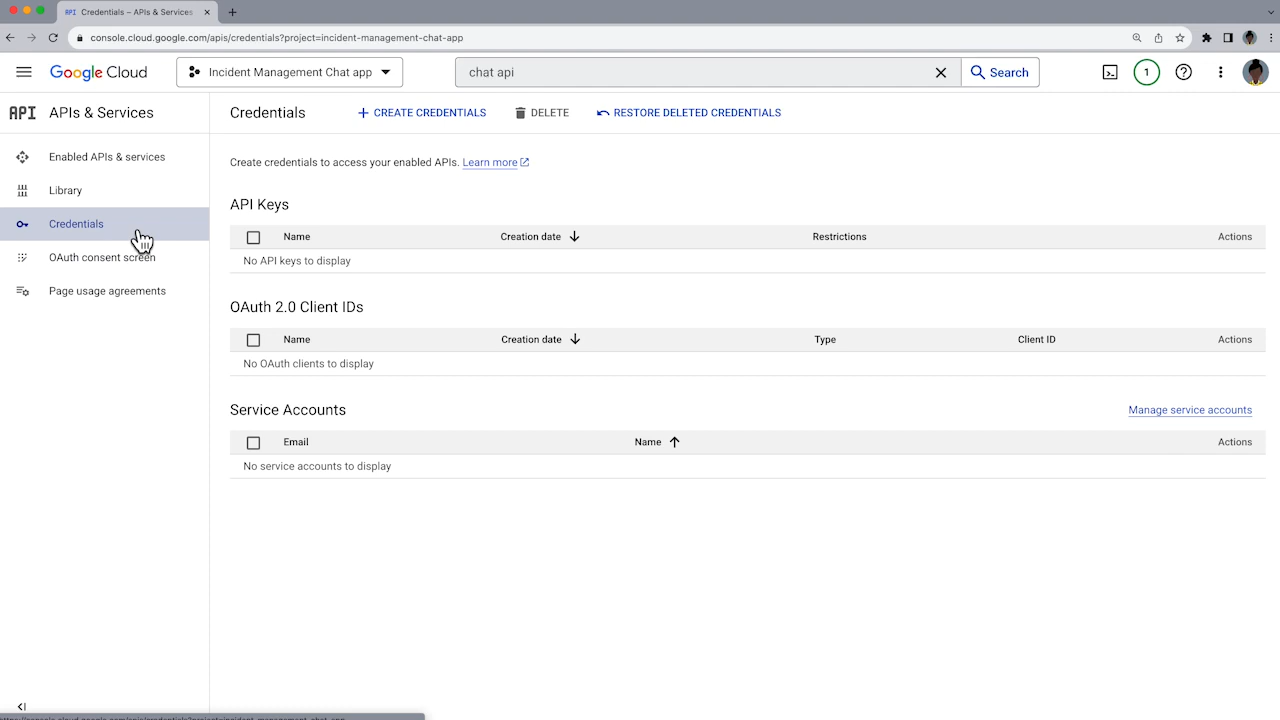 API Credentials – APIs & Services
console.cloud.google.com/apis/credentials?project=incident-management-chat-app
Google Cloud
Incident Management Chat app
chat api
Search
1
API APIs & Services
Credentials
CREATE CREDENTIALS
DELETE
RESTORE DELETED CREDENTIALS
Enabled APIs & services
Library
Credentials
OAuth consent screen
Page usage agreements
Create credentials to access your enabled APIs. Learn more
API Keys
Name Creation date Restrictions Actions
No API keys to display
OAuth 2.0 Client IDs
Name Creation date Type Client ID Actions
No OAuth clients to display
Service Accounts
Manage service accounts
Email Name Actions
No service accounts to display